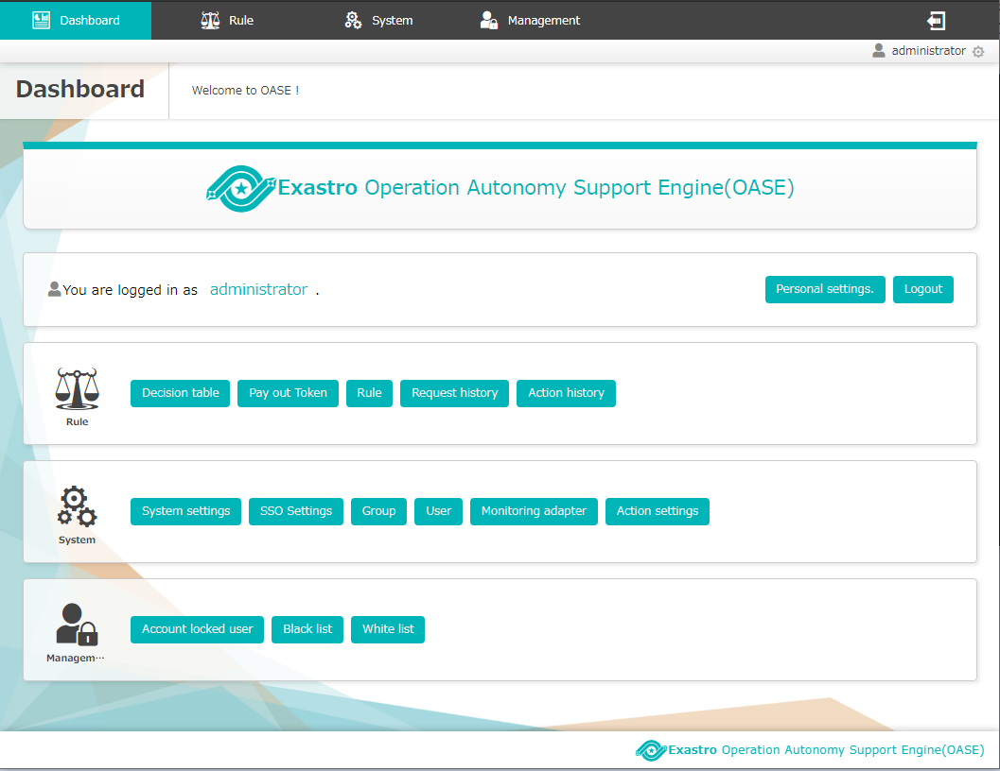 Dashboard Rule System Management
administrator
Dashboard Welcome to OASE !
Exastro Operation Autonomy Support Engine(OASE)
You are logged in as administrator . Personal settings. Logout
Decision table Pay out Token Rule Request history Action history
Rule
System settings SSO Settings Group User Monitoring adapter Action settings
System
Account locked user Black list White list
Managem···
Exastro Operation Autonomy Support Engine(OASE)